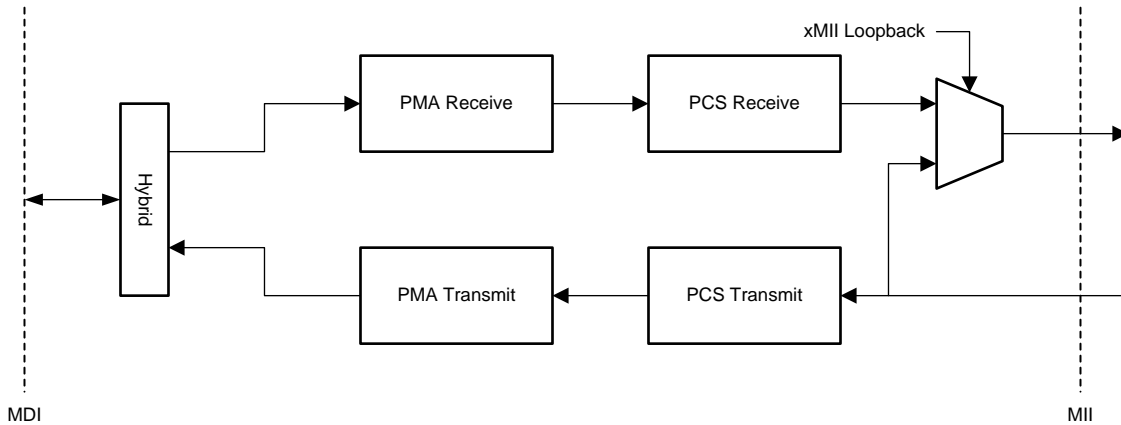 xMII Loopback
PMA Receive
PCS Receive
Hybrid
PMA Transmit
PCS Transmit
MDI
MII